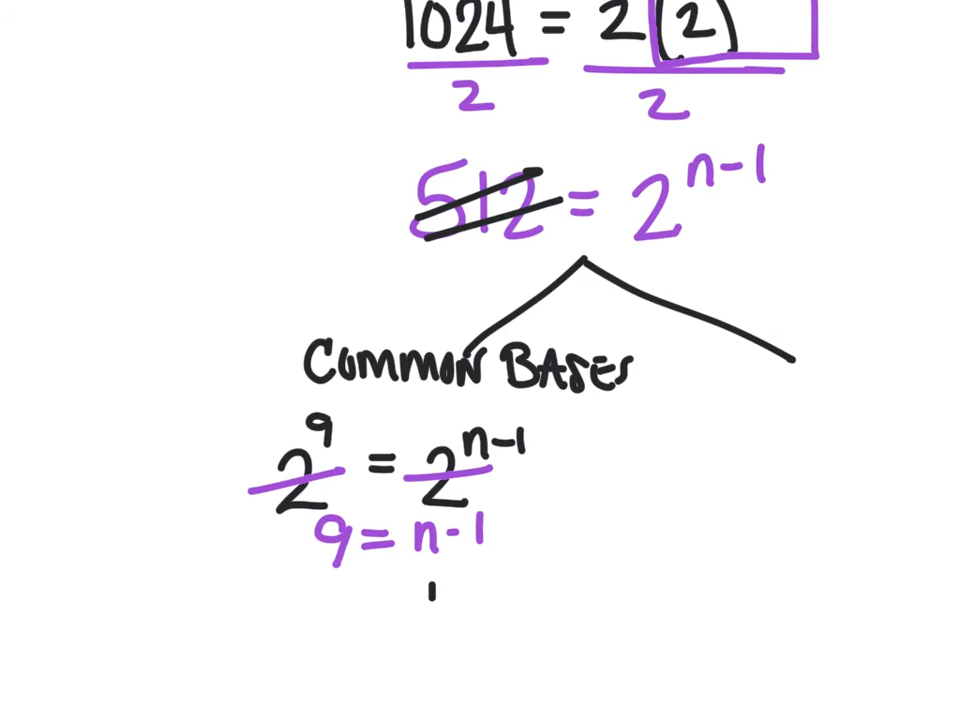 1024 = 2(2)
2 2
512 = 2^(n-1)
COMMON BASES
2^9 = 2^(n-1)
9 = n-1